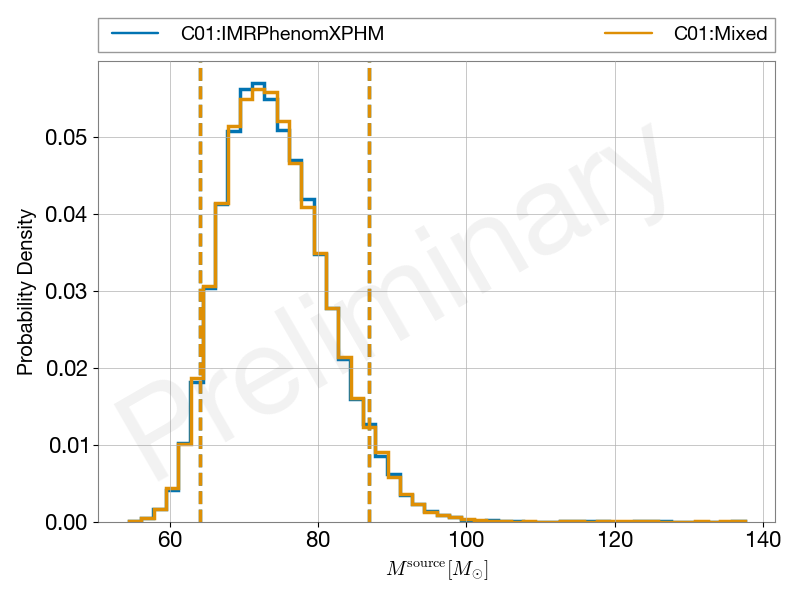 C01:IMRPhenomXPHM C01:Mixed
Probability Density
0.05
0.04
0.03
0.02
0.01
0.00
Preliminary
60 80 100 120 140
M^source [M_⊙]